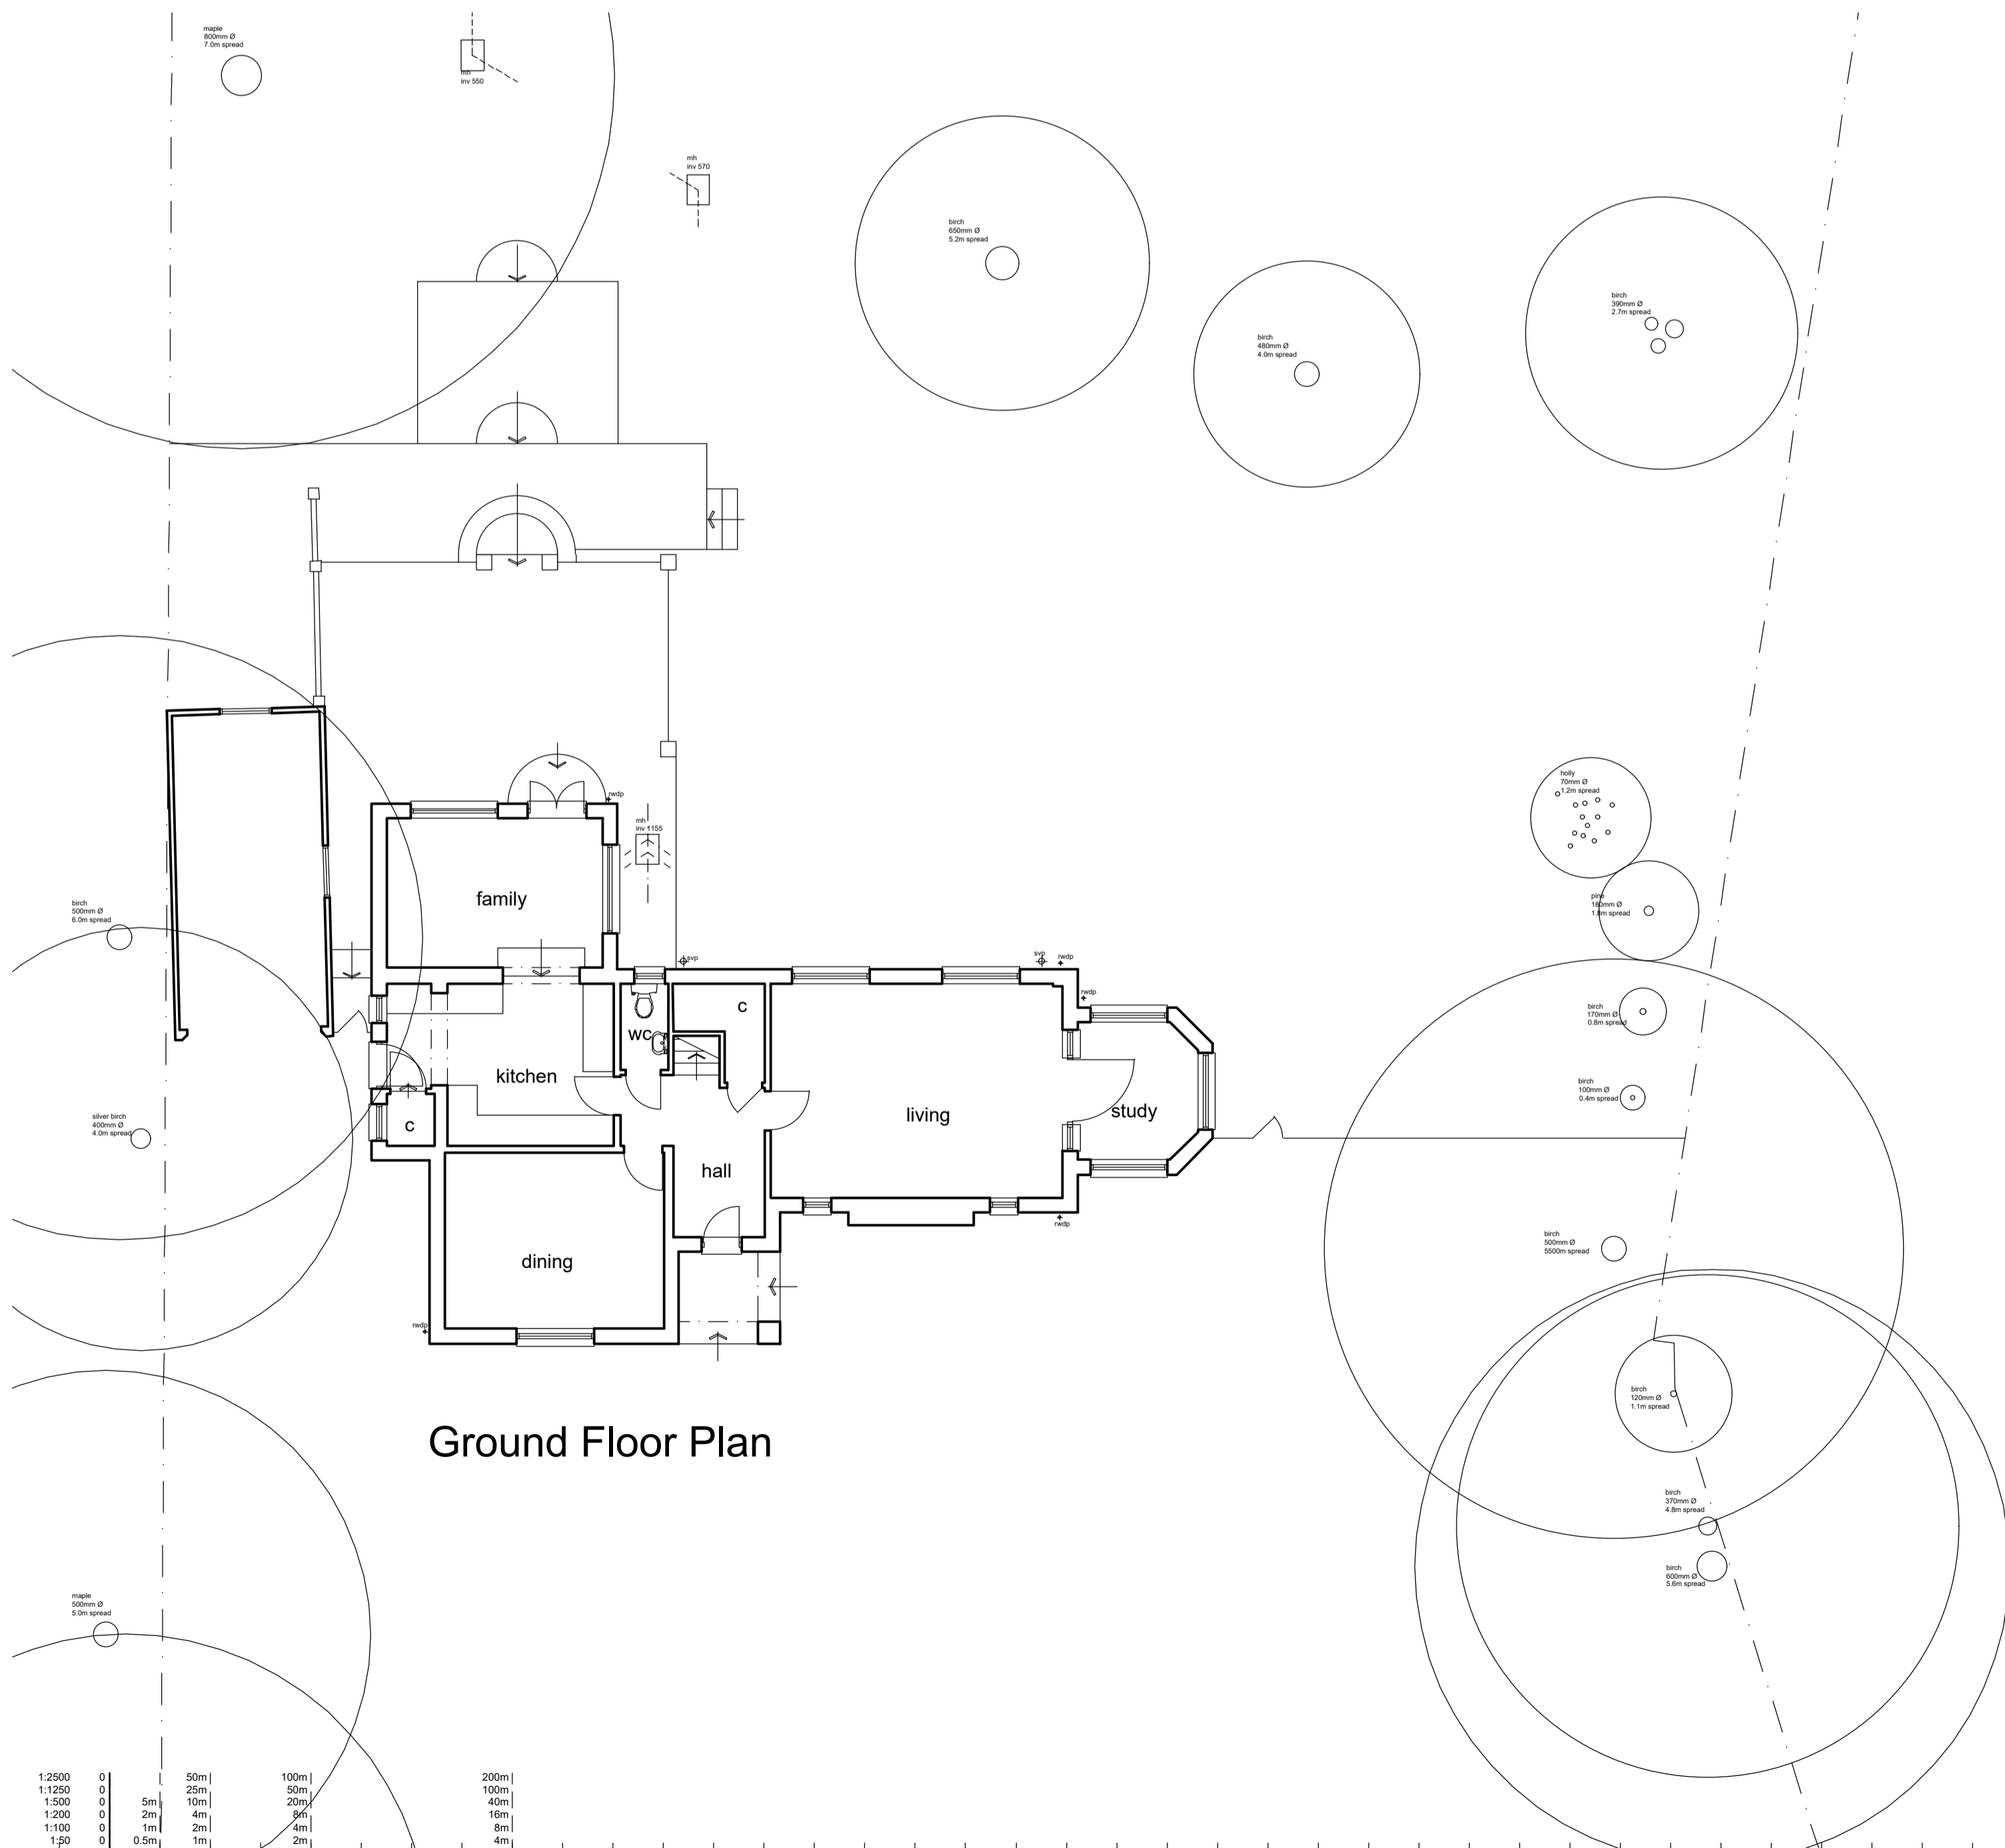 maple
800mm Ø
7.0m spread
mh
inv 550
mh
inv 570
birch
650mm Ø
5.2m spread
birch
480mm Ø
4.0m spread
birch
390mm Ø
2.7m spread
holly
70mm Ø
1.2m spread
rwdp
mh
inv 1155
family
birch
500mm Ø
6.0m spread
pine
180mm Ø
1.8m spread
svp
svp
rwdp
rwdp
c
wc
birch
170mm Ø
0.8m spread
kitchen
birch
100mm Ø
0.4m spread
silver birch
400mm Ø
4.0m spread
c
living
study
hall
rwdp
dining
birch
500mm Ø
5500m spread
rwdp
birch
120mm Ø
1.1m spread
Ground Floor Plan
birch
370mm Ø
4.8m spread
birch
600mm Ø
5.6m spread
maple
500mm Ø
5.0m spread
1:2500 0 50m 100m 200m
1:1250 0 25m 50m 100m
1:500 0 5m 10m 20m 40m
1:200 0 2m 4m 8m 16m
1:100 0 1m 2m 4m 8m
1:50 0 0.5m 1m 2m 4m